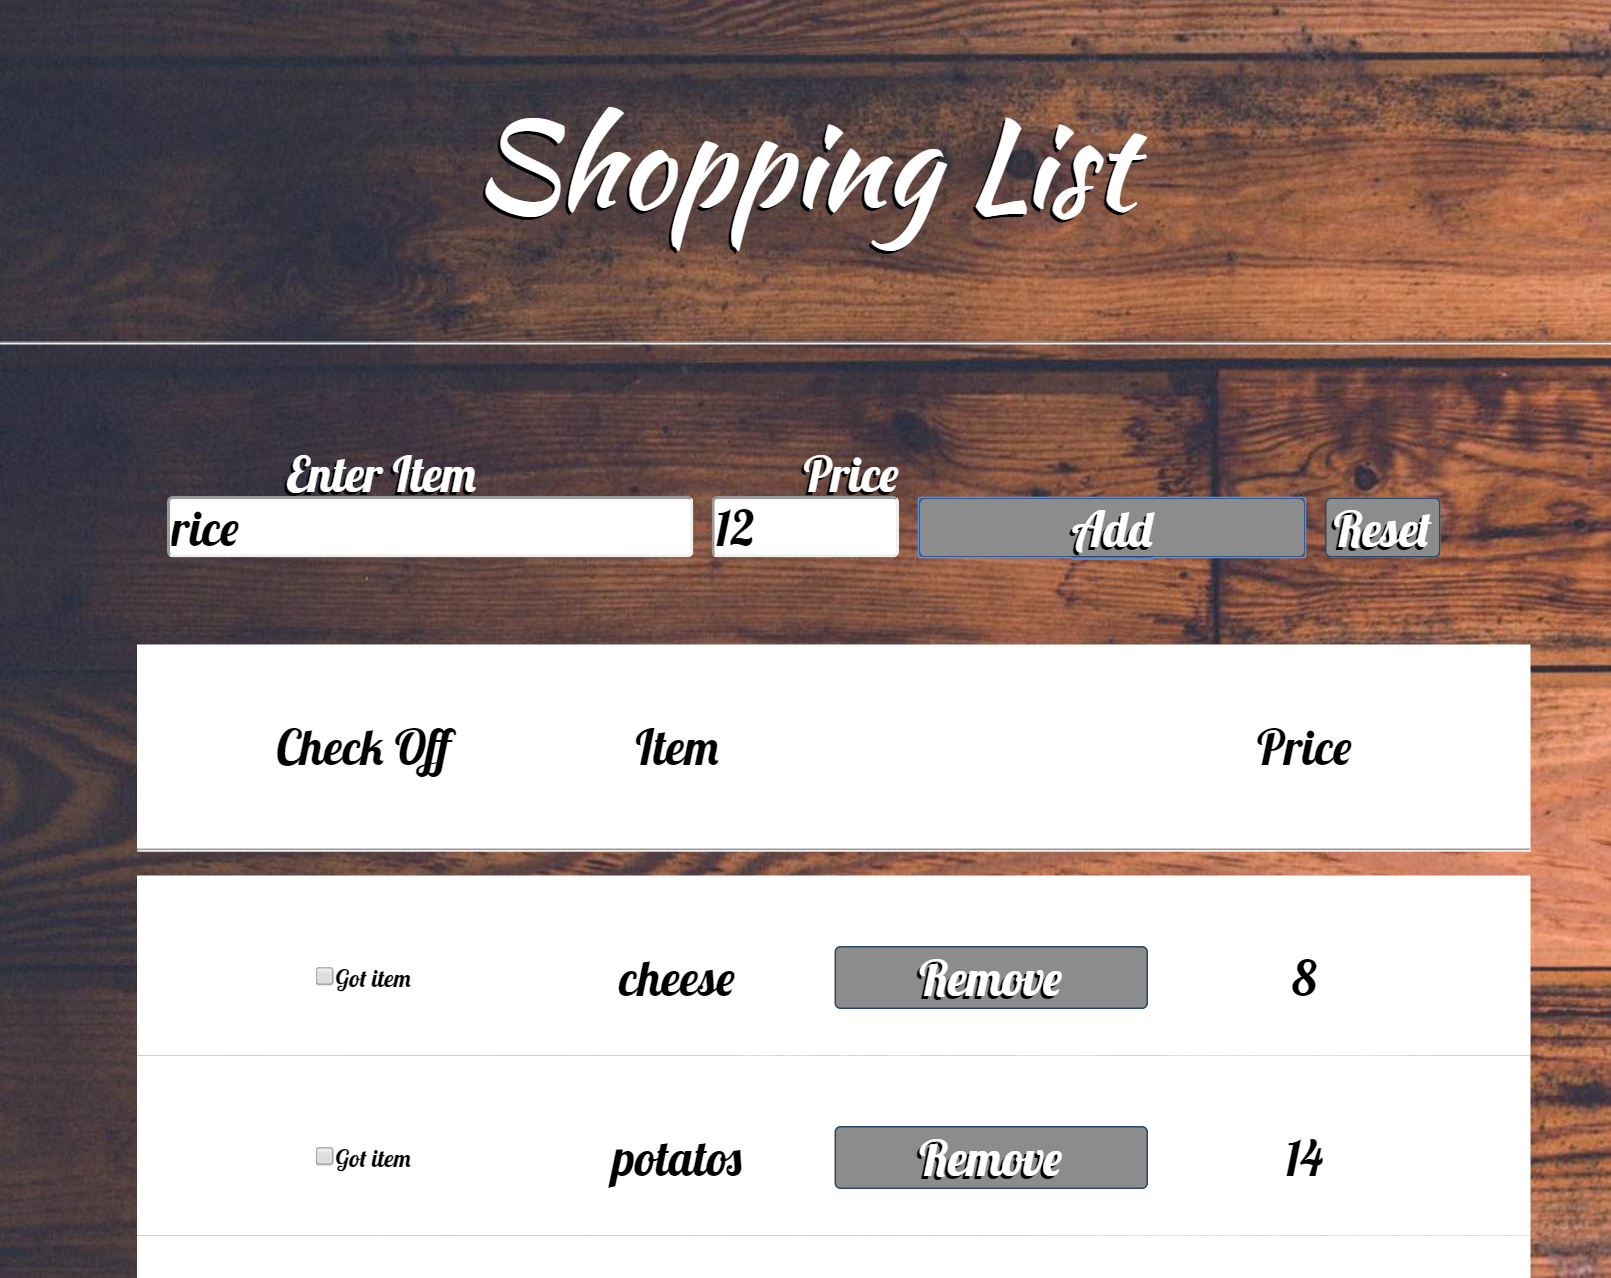 Shopping List
Enter Item Price
rice 12 Add Reset
Check Off Item Price
Got item cheese Remove 8
Got item potatos Remove 14